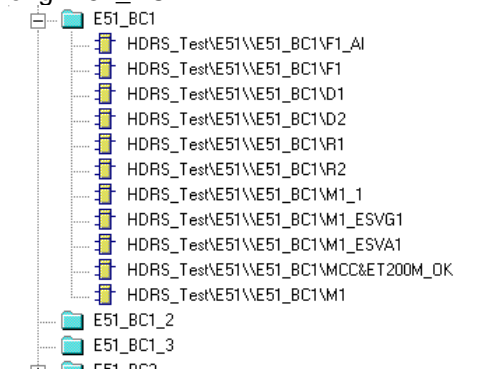 E51_BC1
HDRS_Test\E51\\E51_BC1\F1_AI
HDRS_Test\E51\\E51_BC1\F1
HDRS_Test\E51\\E51_BC1\D1
HDRS_Test\E51\\E51_BC1\D2
HDRS_Test\E51\\E51_BC1\R1
HDRS_Test\E51\\E51_BC1\R2
HDRS_Test\E51\\E51_BC1\M1_1
HDRS_Test\E51\\E51_BC1\M1_ESVG1
HDRS_Test\E51\\E51_BC1\M1_ESVA1
HDRS_Test\E51\\E51_BC1\MCC&ET200M_OK
HDRS_Test\E51\\E51_BC1\M1
E51_BC1_2
E51_BC1_3